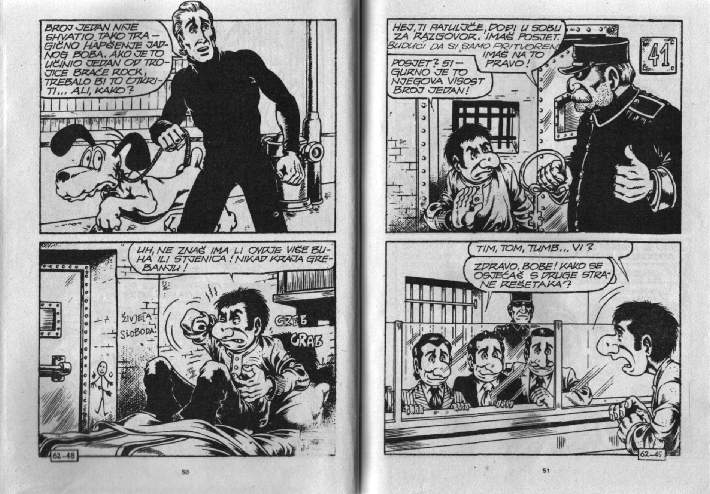 BROJ JEDAN NIJE
SHVATIO TAKO TRA-
GIČNO HAPŠENJE JAD-
NOG BOBA. AKO JE TO
UČINIO JEDAN OD TRO-
JICE BRAĆE ROCK,
TREBALO BI TO OTKRI-
TI... ALI, KAKO?
UH, NE ZNAŠ IMA LI OVDJE VIŠE BU-
HA ILI STJENICA! NIKAD KRAJA GRE-
BANJU!
ŽIVJELA
SLOBODA!
GREB
GRAB
62-48
50
HEJ, TI PATULJČE, DOĐI U SOBU
ZA RAZGOVOR. IMAŠ POSJET.
BUDUĆI DA SI SAMO PRITVOREN,
IMAŠ NA TO
PRAVO!
POSJET? SI-
GURNO JE TO
NJEGOVA VISOST
BROJ JEDAN!
41
TIM, TOM, TUMB... VI?
ZDRAVO, BOBE! KAKO SE
OSJEĆAŠ S DRUGE STRA-
NE REŠETAKA?
62-49
51